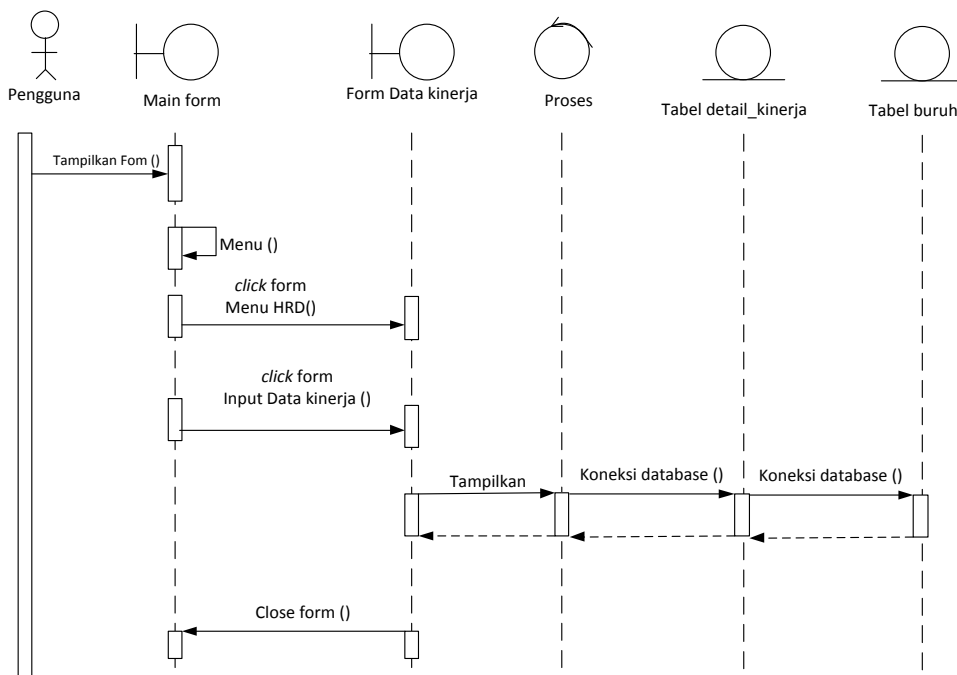 Pengguna
Main form
Form Data kinerja
Proses
Tabel detail_kinerja
Tabel buruh
Tampilkan Fom ()
Menu ()
click form
Menu HRD()
click form
Input Data kinerja ()
Tampilkan
Koneksi database ()
Koneksi database ()
Close form ()